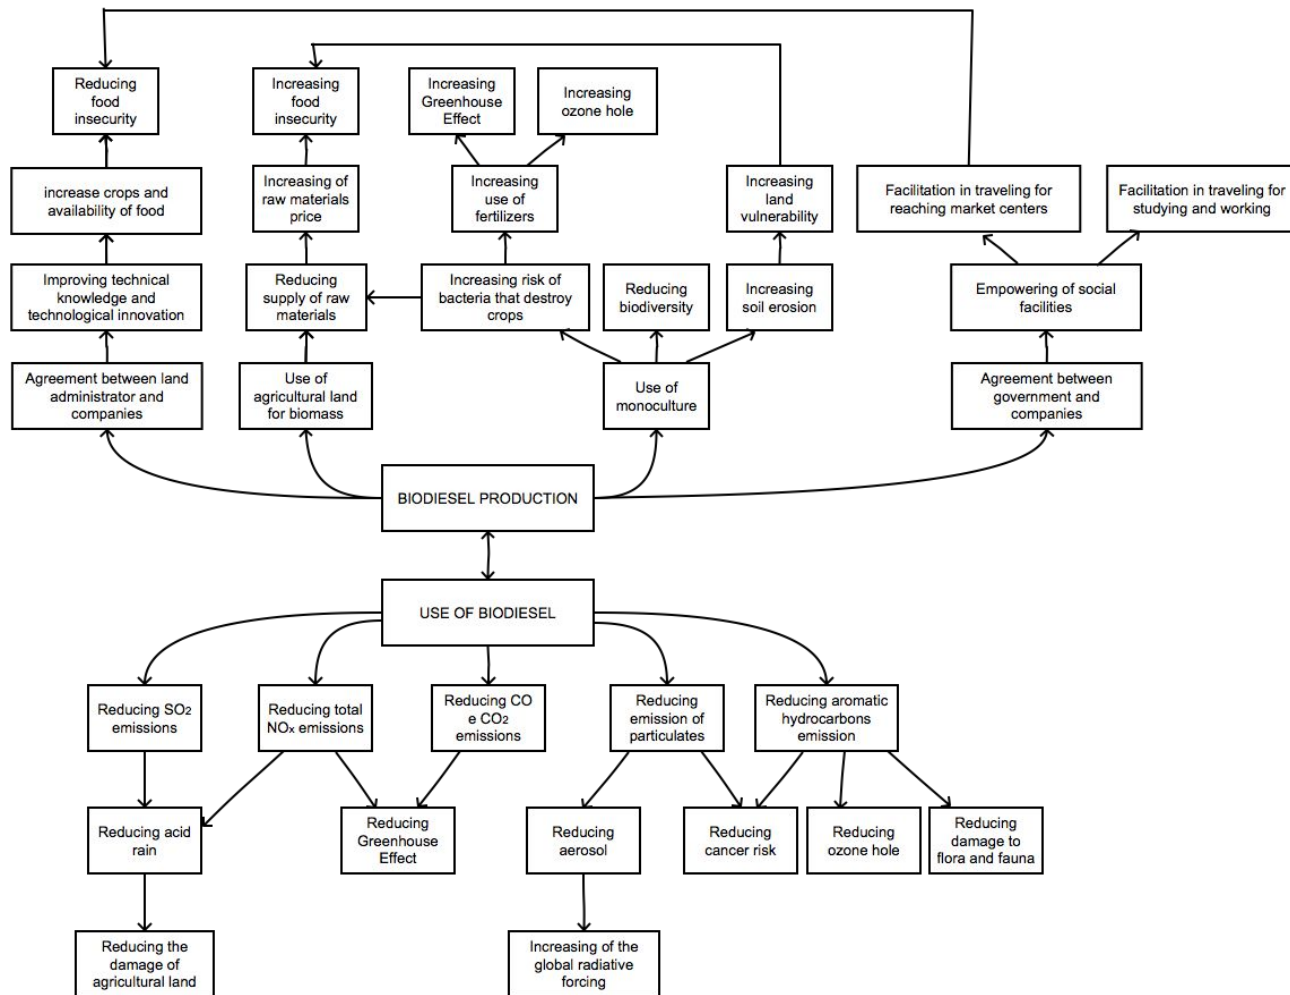 Reducing
food
insecurity
Increasing
food
insecurity
Increasing
Greenhouse
Effect
Increasing
ozone hole
increase crops and
availability of food
Increasing of
raw materials
price
Increasing
use of
fertilizers
Increasing
land
vulnerability
Facilitation in traveling for
reaching market centers
Facilitation in traveling for
studying and working
Improving technical
knowledge and
technological innovation
Reducing
supply of raw
materials
Increasing risk of
bacteria that destroy
crops
Reducing
biodiversity
Increasing
soil erosion
Empowering of social
facilities
Agreement between land
administrator and
companies
Use of
agricultural land
for biomass
Use of
monoculture
Agreement between
government and
companies
BIODIESEL PRODUCTION
USE OF BIODIESEL
Reducing SO₂
emissions
Reducing total
NOₓ emissions
Reducing CO
e CO₂
emissions
Reducing
emission of
particulates
Reducing aromatic
hydrocarbons
emission
Reducing acid
rain
Reducing
Greenhouse
Effect
Reducing
aerosol
Reducing
cancer risk
Reducing
ozone hole
Reducing
damage to
flora and fauna
Reducing the
damage of
agricultural land
Increasing of the
global radiative
forcing